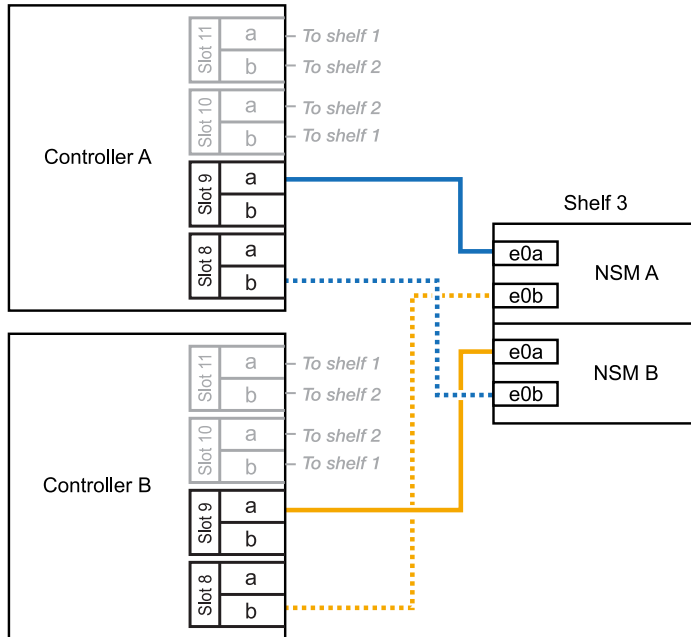 Controller A
Slot 11
a
To shelf 1
b
To shelf 2
Slot 10
a
To shelf 2
b
To shelf 1
Slot 9
a
b
Slot 8
a
b
Shelf 3
e0a
NSM A
e0b
e0a
NSM B
e0b
Controller B
Slot 11
a
To shelf 1
b
To shelf 2
Slot 10
a
To shelf 2
b
To shelf 1
Slot 9
a
b
Slot 8
a
b